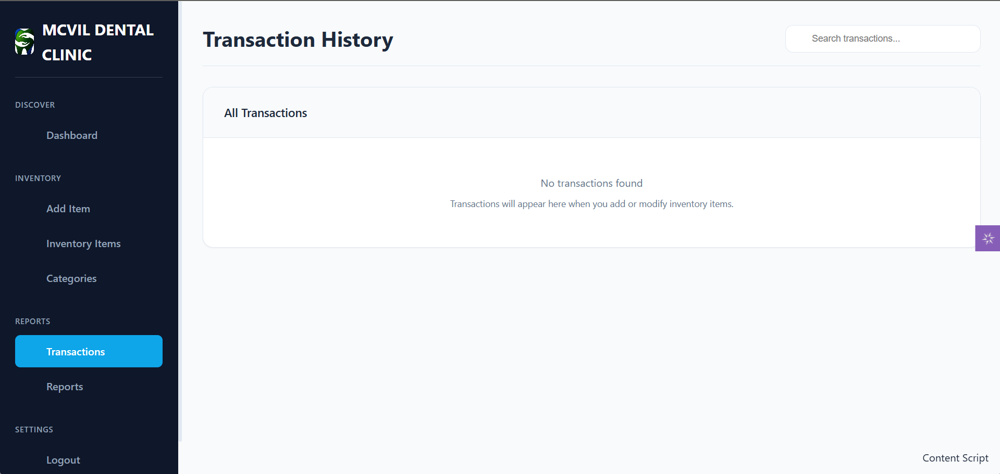 MCVIL DENTAL
CLINIC
DISCOVER
Dashboard
INVENTORY
Add Item
Inventory Items
Categories
REPORTS
Transactions
Reports
SETTINGS
Logout
Transaction History
Search transactions...
All Transactions
No transactions found
Transactions will appear here when you add or modify inventory items.
Content Script